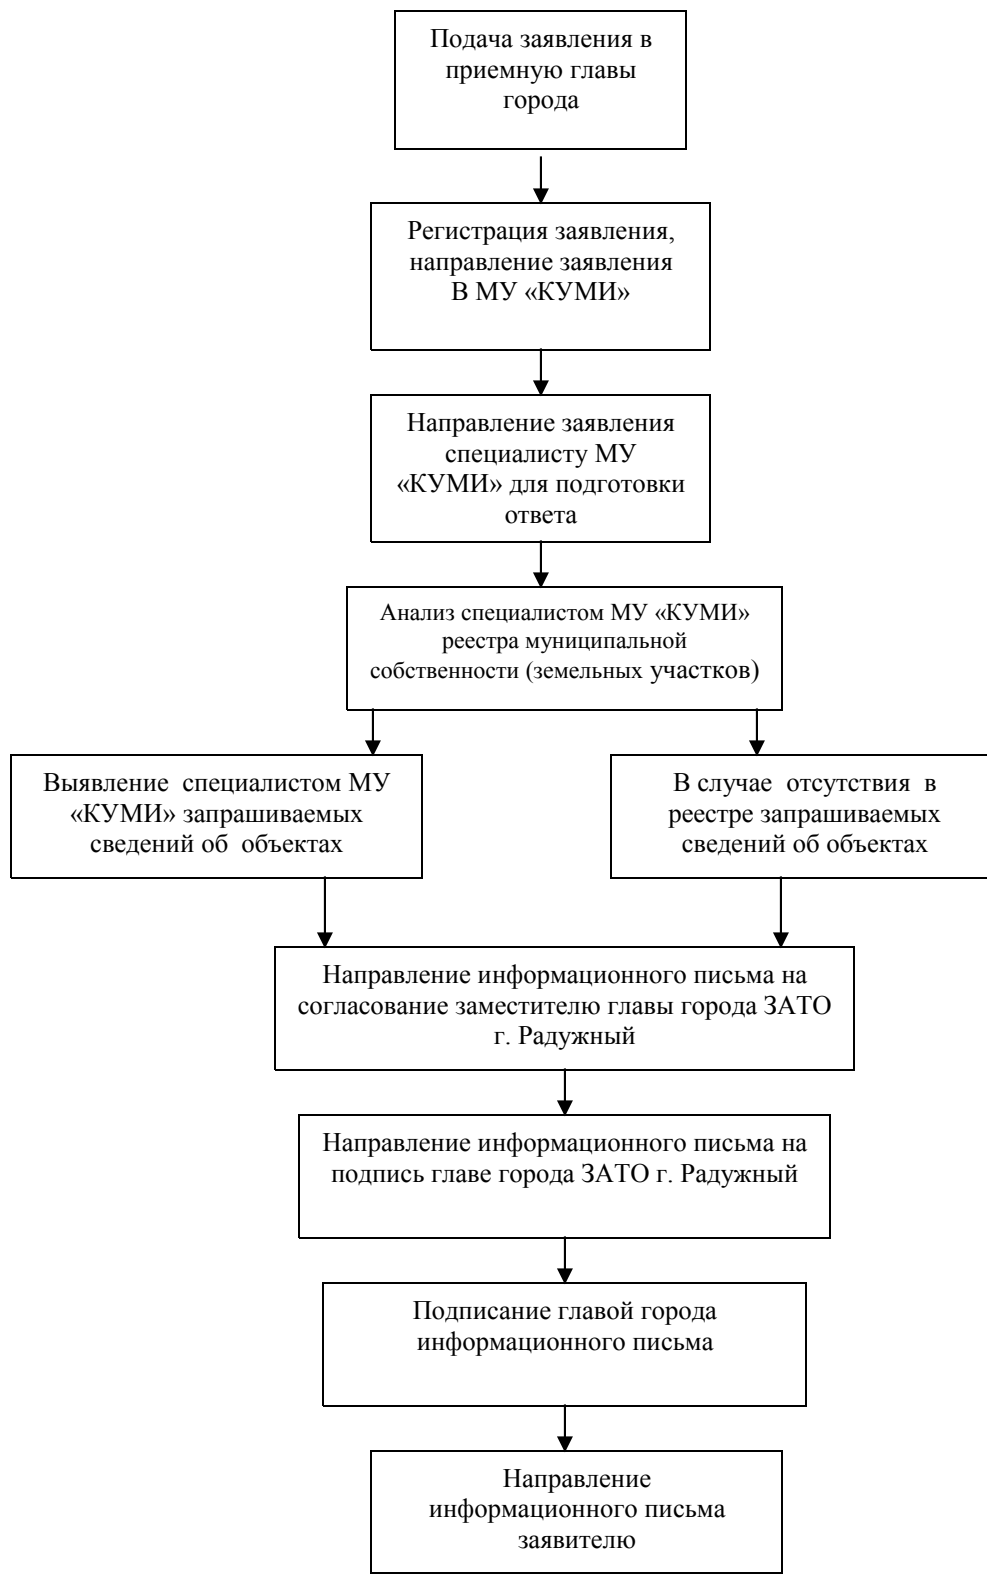 Подача заявления в
приемную главы
города
Регистрация заявления,
направление заявления
В МУ «КУМИ»
Направление заявления
специалисту МУ
«КУМИ» для подготовки
ответа
Анализ специалистом МУ «КУМИ»
реестра муниципальной
собственности (земельных участков)
Выявление специалистом МУ
«КУМИ» запрашиваемых
сведений об объектах
В случае отсутствия в
реестре запрашиваемых
сведений об объектах
Направление информационного письма на
согласование заместителю главы города ЗАТО
г. Радужный
Направление информационного письма на
подпись главе города ЗАТО г. Радужный
Подписание главой города
информационного письма
Направление
информационного письма
заявителю